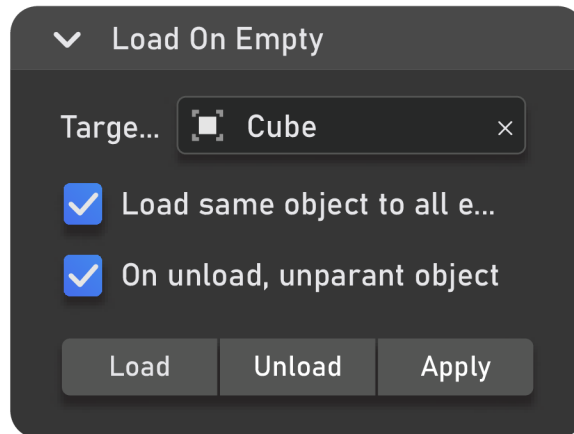 Load On Empty
Targe... Cube
Load same object to all e...
On unload, unparant object
Load Unload Apply